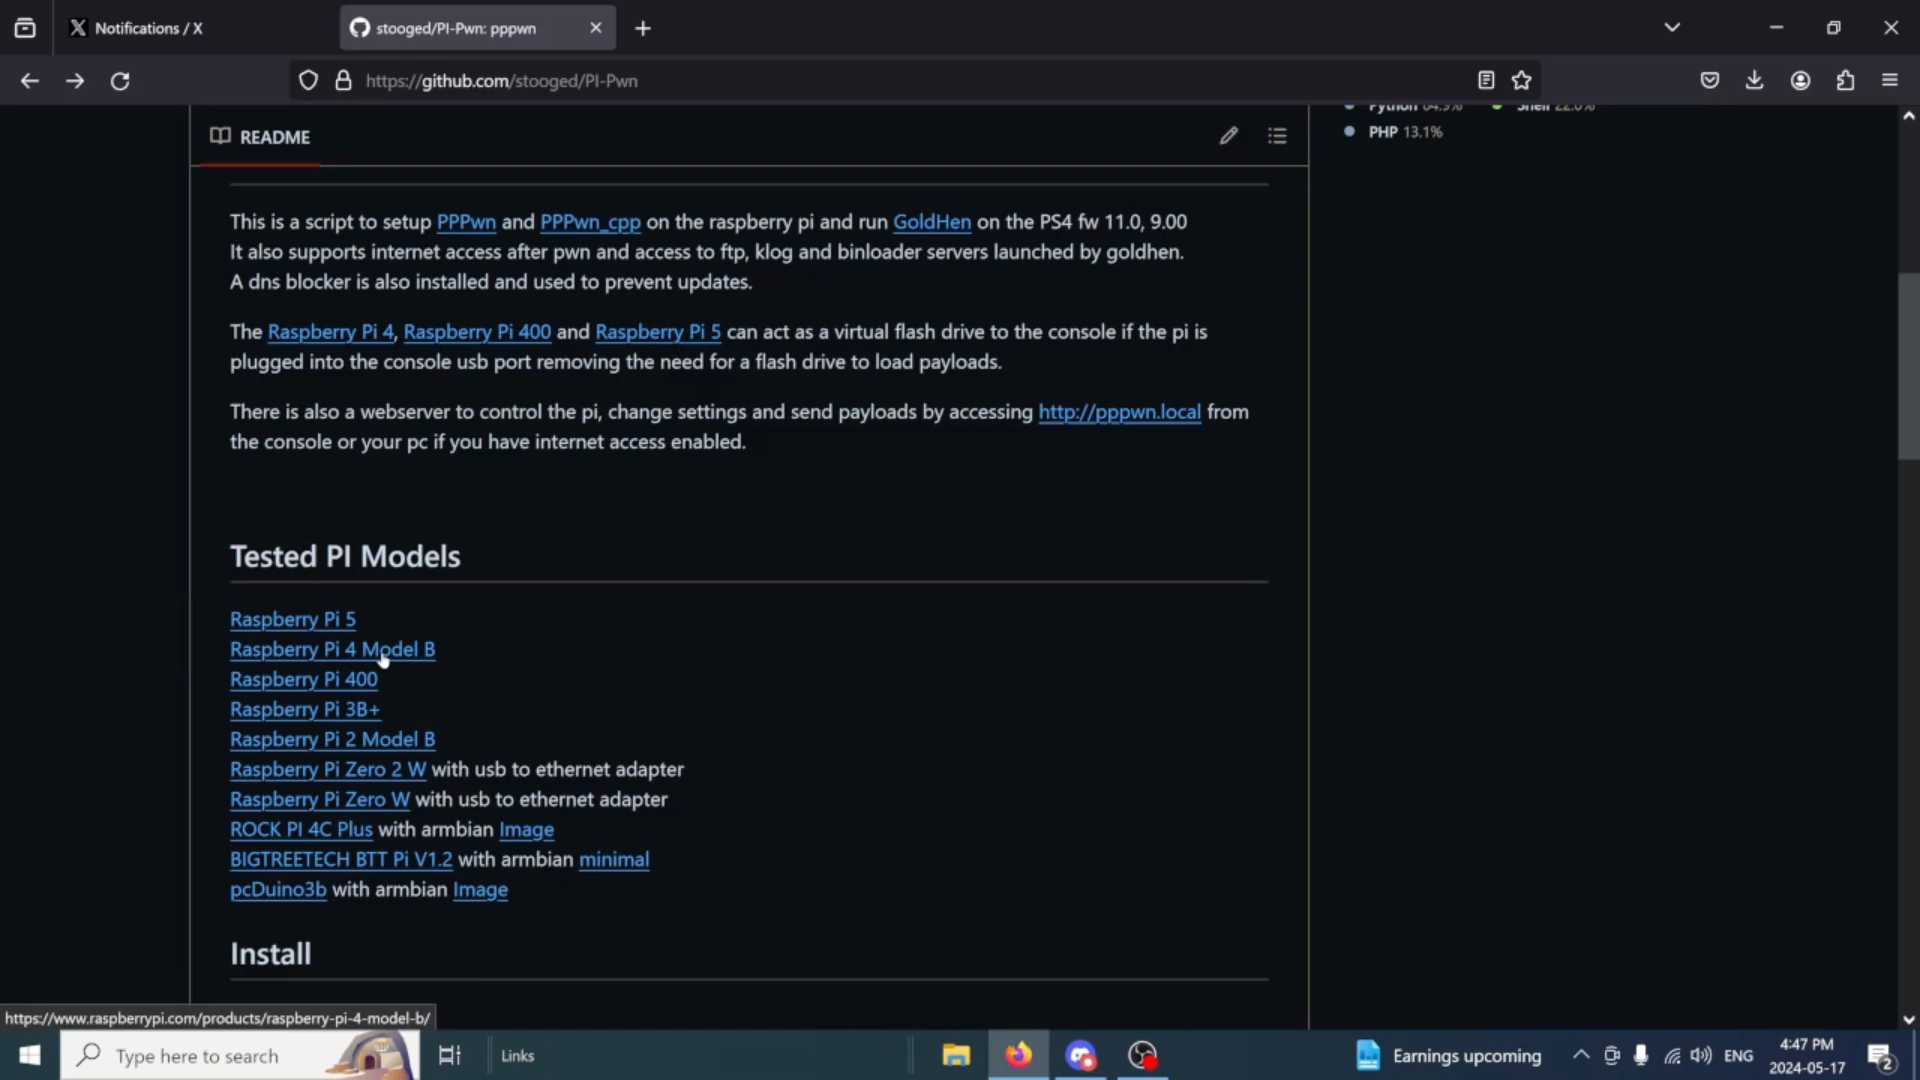 Notifications / X
stooged/PI-Pwn: pppwn
https://github.com/stooged/PI-Pwn
Python 64.9% Shell 22.0%
PHP 13.1%
README
This is a script to setup PPPwn and PPPwn_cpp on the raspberry pi and run GoldHen on the PS4 fw 11.0, 9.00
It also supports internet access after pwn and access to ftp, klog and binloader servers launched by goldhen.
A dns blocker is also installed and used to prevent updates.
The Raspberry Pi 4, Raspberry Pi 400 and Raspberry Pi 5 can act as a virtual flash drive to the console if the pi is
plugged into the console usb port removing the need for a flash drive to load payloads.
There is also a webserver to control the pi, change settings and send payloads by accessing http://pppwn.local from
the console or your pc if you have internet access enabled.
Tested PI Models
Raspberry Pi 5
Raspberry Pi 4 Model B
Raspberry Pi 400
Raspberry Pi 3B+
Raspberry Pi 2 Model B
Raspberry Pi Zero 2 W with usb to ethernet adapter
Raspberry Pi Zero W with usb to ethernet adapter
ROCK PI 4C Plus with armbian Image
BIGTREETECH BTT Pi V1.2 with armbian minimal
pcDuino3b with armbian Image
Install
https://www.raspberrypi.com/products/raspberry-pi-4-model-b/
Type here to search
Links
Earnings upcoming
ENG
4:47 PM
2024-05-17
2